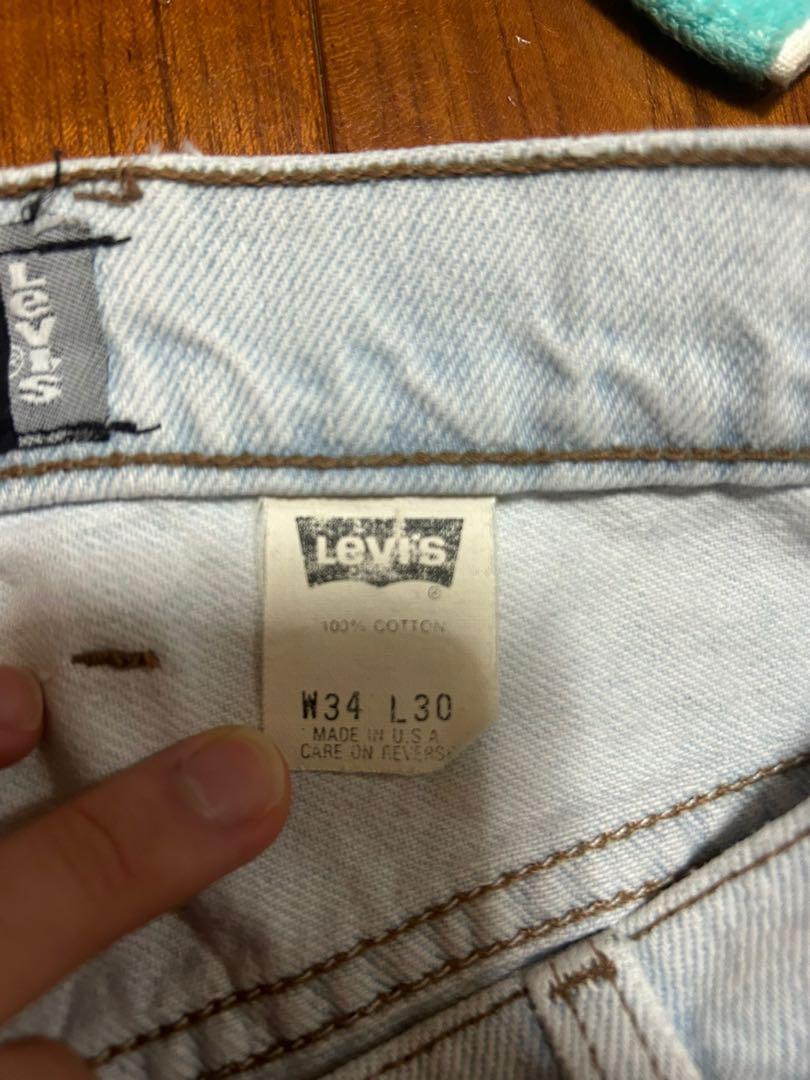 Levi's
®
Levi's
®
100% COTTON
W34 L30
MADE IN U.S.A
CARE ON REVERSE